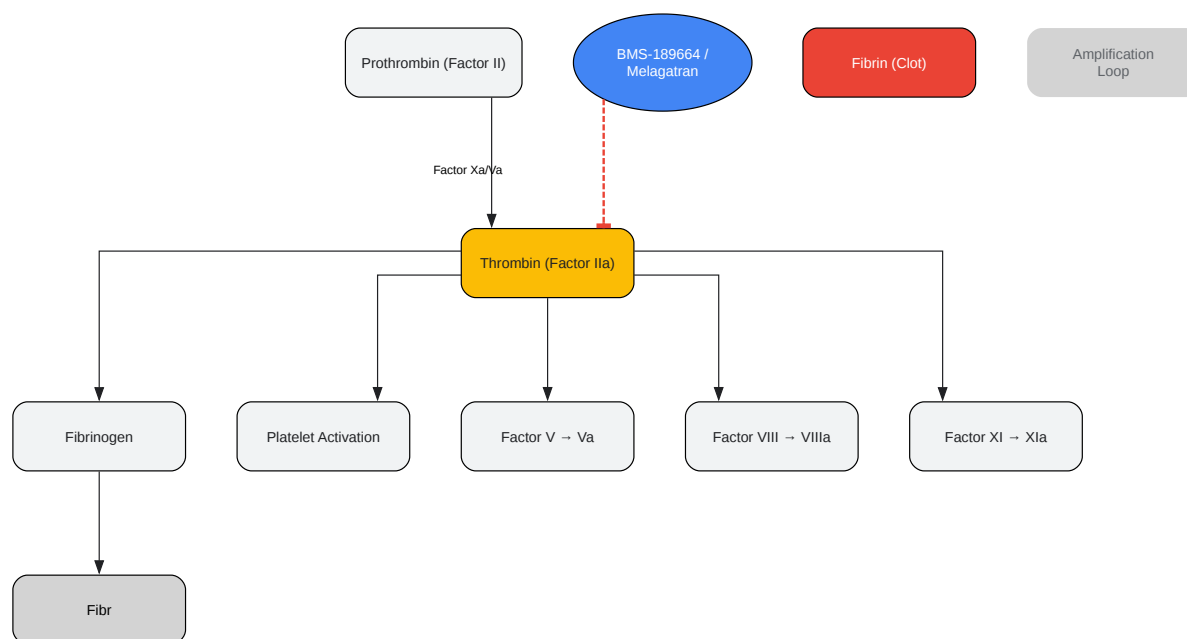 Prothrombin (Factor II)
BMS-189664 /
Melagatran
Fibrin (Clot)
Amplification
Loop
Factor Xa/Va
Thrombin (Factor IIa)
Fibrinogen
Platelet Activation
Factor V → Va
Factor VIII → VIIIa
Factor XI → XIa
Fibr